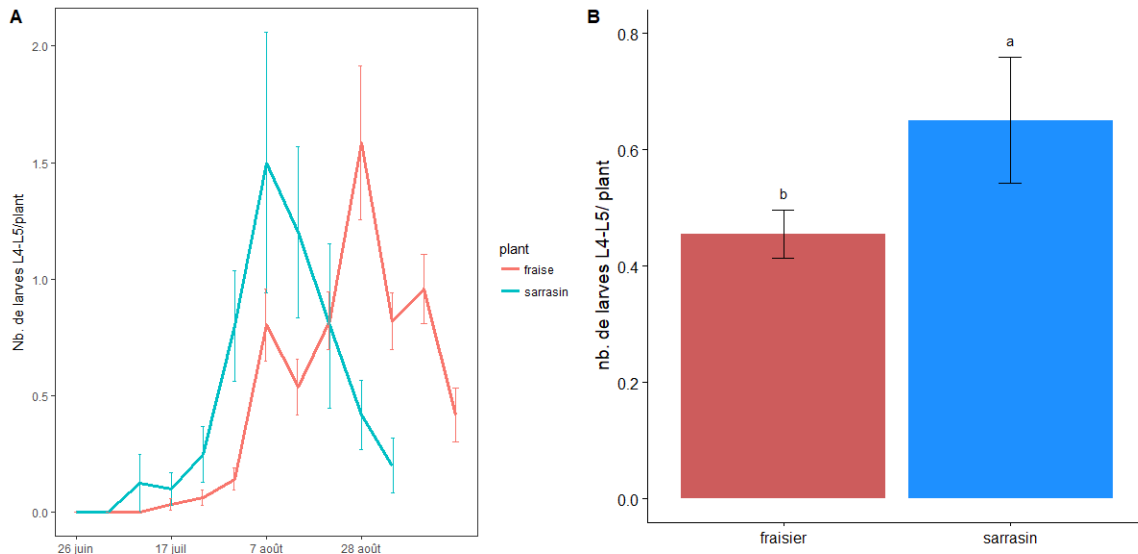 A
Nb. de larves L4-L5/plant
2.0
1.5
1.0
0.5
0.0
26 juin
17 juil
7 août
28 août
plant
fraise
sarrasin
B
nb. de larves L4-L5/ plant
0.8
0.6
0.4
0.2
0.0
b
a
fraisier
sarrasin